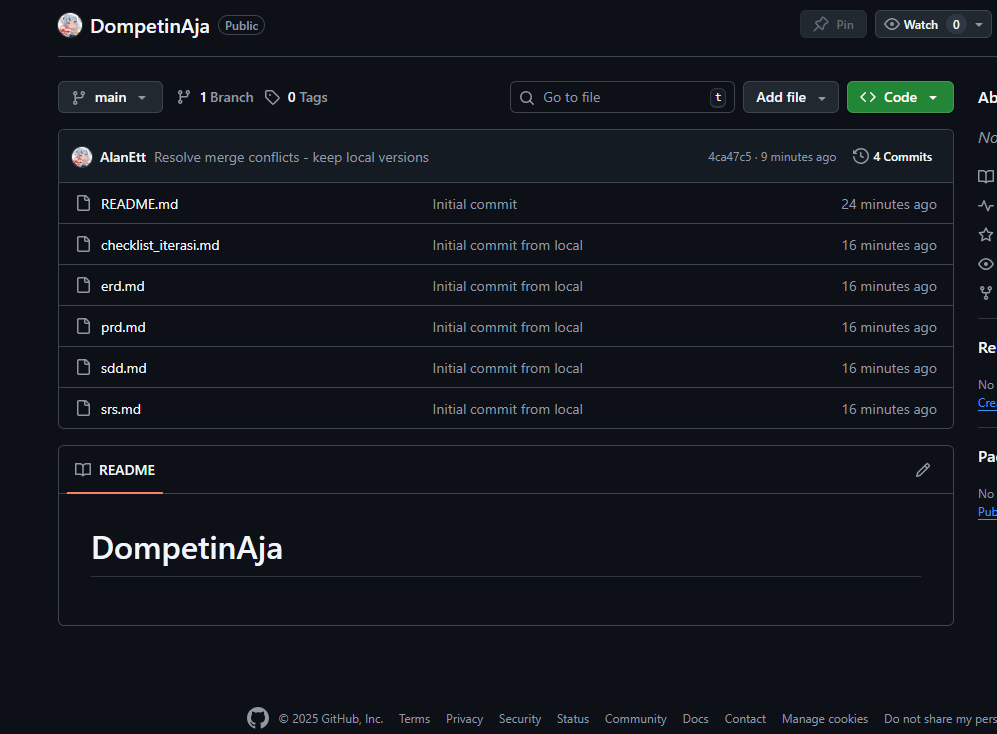 DompetinAja Public Pin Watch 0
main 1 Branch 0 Tags Go to file t Add file Code Ab
No
AlanEtt Resolve merge conflicts - keep local versions 4ca47c5 · 9 minutes ago 4 Commits
README.md Initial commit 24 minutes ago
checklist_iterasi.md Initial commit from local 16 minutes ago
erd.md Initial commit from local 16 minutes ago
prd.md Initial commit from local 16 minutes ago
Re
sdd.md Initial commit from local 16 minutes ago
No
Cre
srs.md Initial commit from local 16 minutes ago
Pa
README
No
Pub
DompetinAja
© 2025 GitHub, Inc. Terms Privacy Security Status Community Docs Contact Manage cookies Do not share my pers